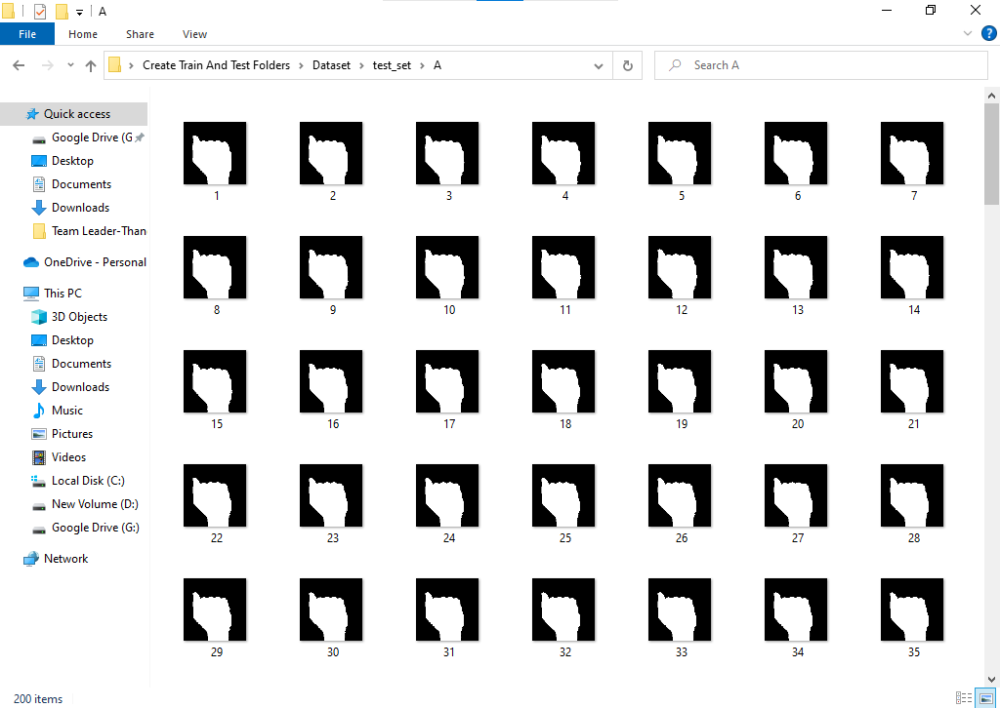 A
File Home Share View
Create Train And Test Folders Dataset test_set A
Search A
Quick access
Google Drive (G
Desktop
Documents
Downloads
Team Leader-Than
OneDrive - Personal
This PC
3D Objects
Desktop
Documents
Downloads
Music
Pictures
Videos
Local Disk (C:)
New Volume (D:)
Google Drive (G:)
Network
1 2 3 4 5 6 7
8 9 10 11 12 13 14
15 16 17 18 19 20 21
22 23 24 25 26 27 28
29 30 31 32 33 34 35
200 items